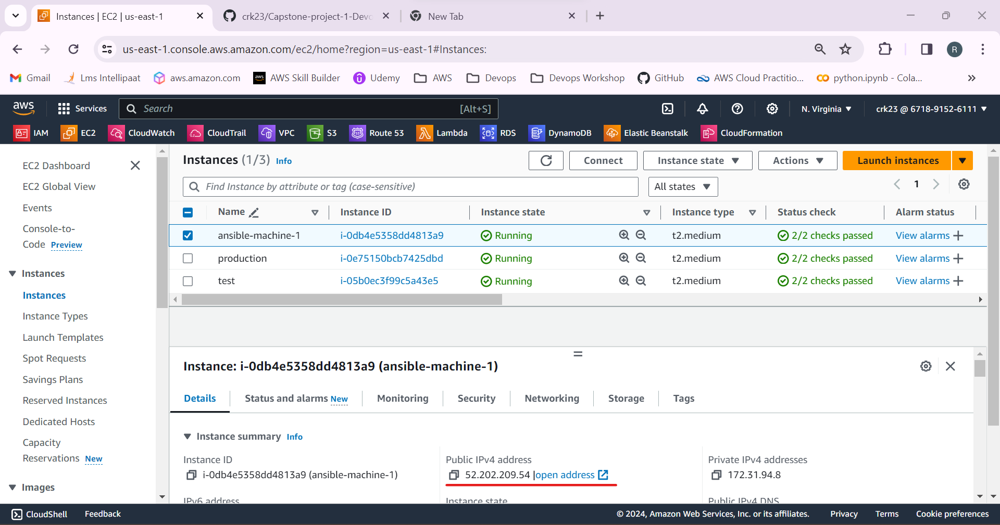 Instances | EC2 | us-east-1
crk23/Capstone-project-1-Devo
New Tab
us-east-1.console.aws.amazon.com/ec2/home?region=us-east-1#Instances:
R
Gmail
Lms Intellipaat
aws.amazon.com
aws
AWS Skill Builder
Udemy
AWS
Devops
Devops Workshop
GitHub
AWS Cloud Practitio...
python.ipynb - Cola...
aws
Services
Search
[Alt+S]
N. Virginia
crk23 @ 6718-9152-6111
IAM
EC2
CloudWatch
CloudTrail
VPC
S3
53
Route 53
Lambda
RDS
DynamoDB
Elastic Beanstalk
CloudFormation
EC2 Dashboard
EC2 Global View
Events
Console-to-
Code Preview
Instances
Instances
Instance Types
Launch Templates
Spot Requests
Savings Plans
Reserved Instances
Dedicated Hosts
Capacity
Reservations New
Images
Instances (1/3) Info
Connect
Instance state
Actions
Launch instances
Find Instance by attribute or tag (case-sensitive)
All states
1
Name Instance ID Instance state Instance type Status check Alarm status
ansible-machine-1 i-0db4e5358dd4813a9 Running t2.medium 2/2 checks passed View alarms
production i-0e75150bcb7425dbd Running t2.medium 2/2 checks passed View alarms
test i-05b0ec3f99c5a43e5 Running t2.medium 2/2 checks passed View alarms
Instance: i-0db4e5358dd4813a9 (ansible-machine-1)
Details
Status and alarms New
Monitoring
Security
Networking
Storage
Tags
Instance summary Info
Instance ID
i-0db4e5358dd4813a9 (ansible-machine-1)
Public IPv4 address
52.202.209.54 |open address
Private IPv4 addresses
172.31.94.8
IPv6 address
Instance state
Public IPv4 DNS
CloudShell
Feedback
© 2024, Amazon Web Services, Inc. or its affiliates.
Privacy
Terms
Cookie preferences